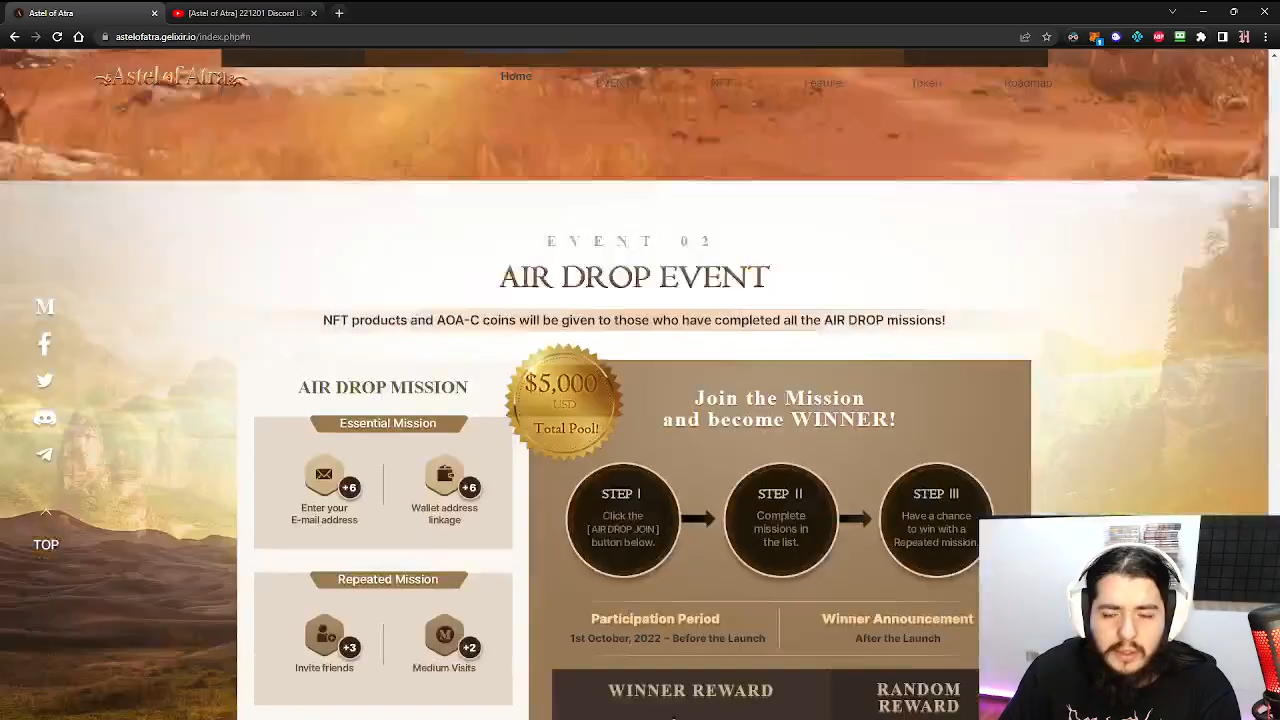 Astel of Atra
[Astel of Atra] 221201 Discord Li
astelofatra.gelixir.io/index.php#n
Astel of Atra
Home
EVENT
NFT
Feature
Token
Roadmap
EVENT 02
AIR DROP EVENT
NFT products and AOA-C coins will be given to those who have completed all the AIR DROP missions!
M
TOP
AIR DROP MISSION
Essential Mission
+6
Enter your
E-mail address
+6
Wallet address
linkage
Repeated Mission
+3
Invite friends
M
+2
Medium Visits
$5,000
USD
Total Pool!
Join the Mission
and become WINNER!
STEP I
Click the
[AIR DROP JOIN]
button below.
STEP II
Complete
missions in
the list.
STEP III
Have a chance
to win with a
Repeated mission.
Participation Period
1st October, 2022 ~ Before the Launch
Winner Announcement
After the Launch
WINNER REWARD
RANDOM
REWARD